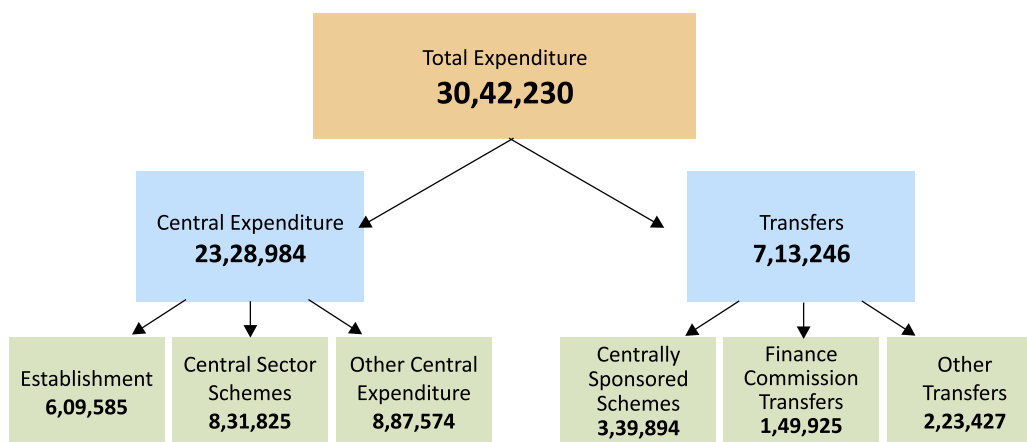 Total Expenditure
30,42,230
Central Expenditure
23,28,984
Transfers
7,13,246
Establishment
6,09,585
Central Sector
Schemes
8,31,825
Other Central
Expenditure
8,87,574
Centrally
Sponsored
Schemes
3,39,894
Finance
Commission
Transfers
1,49,925
Other
Transfers
2,23,427